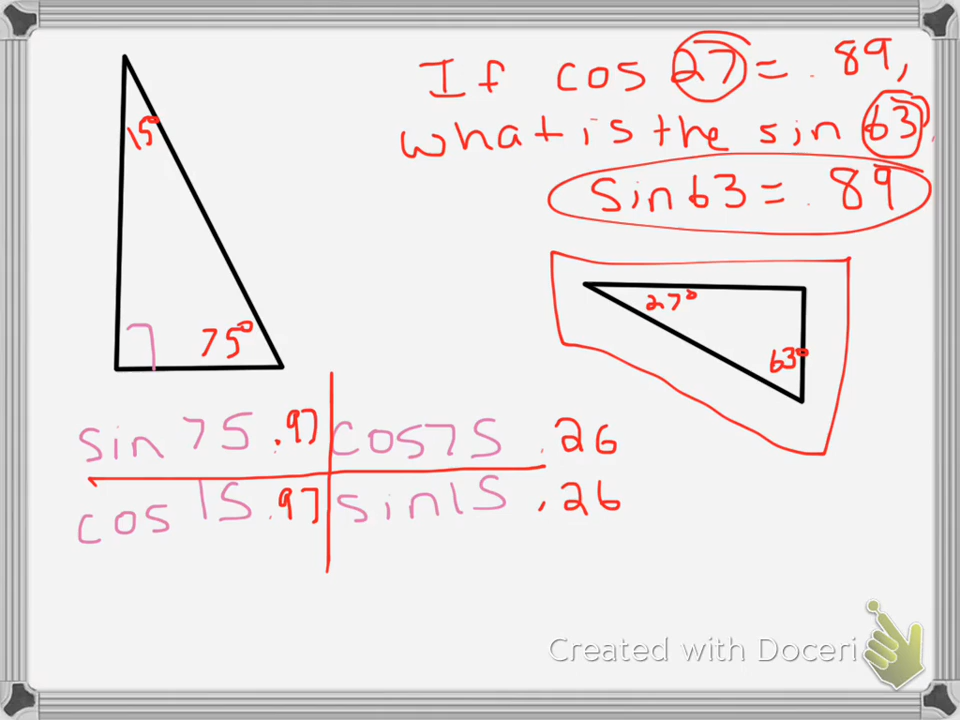 If cos 27 = .89,
what is the sin 63.
sin 63 = .89
15°
75°
27°
63°
sin 75 .97 cos 75 .26
cos 15 .97 sin 15 .26
Created with Doceri